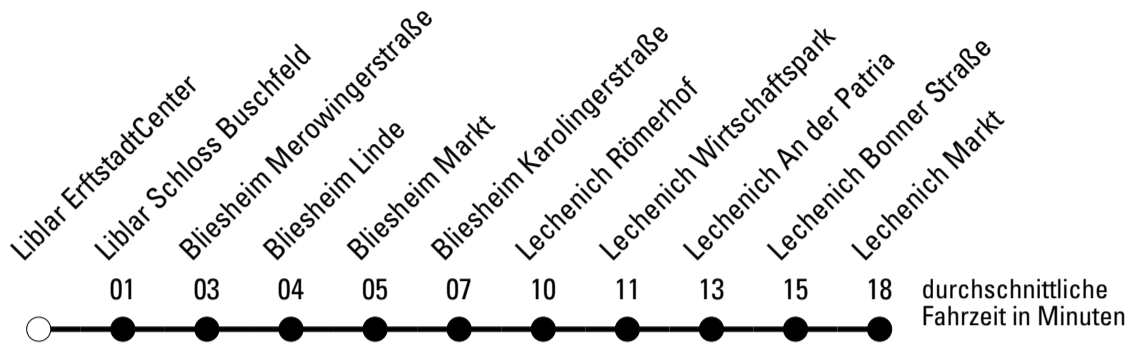 Liblar ErftstadtCenter
Liblar Schloss Buschfeld
Bliesheim Merowingerstraße
Bliesheim Linde
Bliesheim Markt
Bliesheim Karolingerstraße
Lechenich Römerhof
Lechenich Wirtschaftspark
Lechenich An der Patria
Lechenich Bonner Straße
Lechenich Markt
01 03 04 05 07 10 11 13 15 18
durchschnittliche
Fahrzeit in Minuten